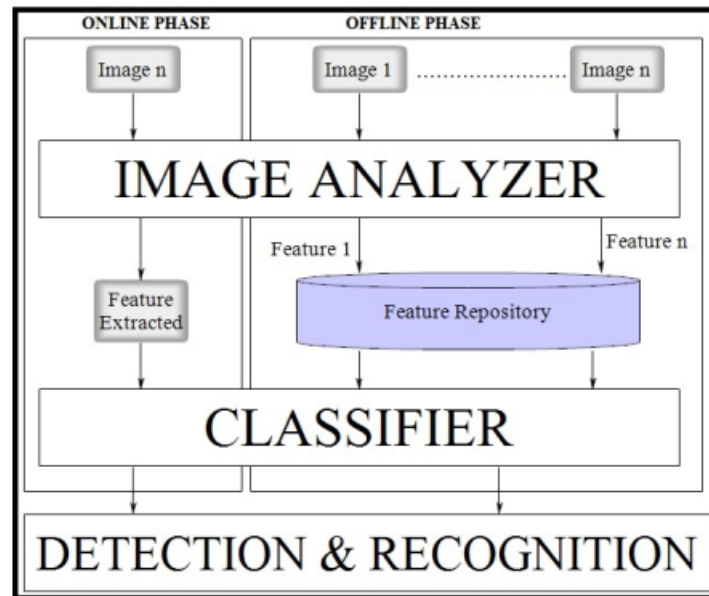 ONLINE PHASE
OFFLINE PHASE
Image n
Image 1
Image n
IMAGE ANALYZER
Feature 1
Feature n
Feature
Extracted
Feature Repository
CLASSIFIER
DETECTION & RECOGNITION